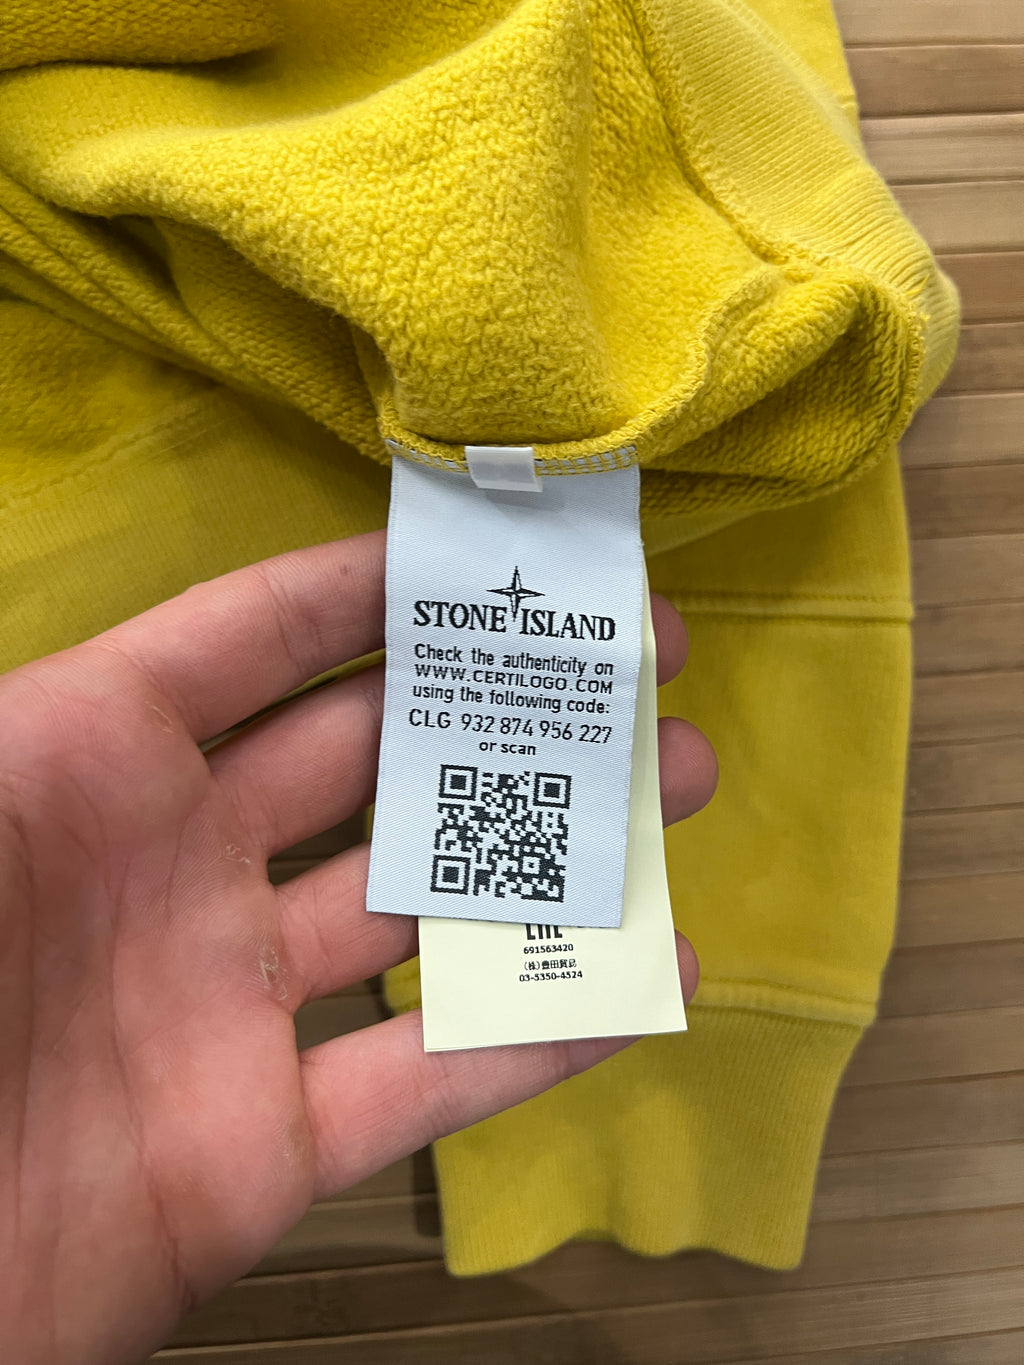 STONE ISLAND
Check the authenticity on
WWW.CERTILOGO.COM
using the following code:
CLG 932 874 956 227
or scan
691563420
(株)豊田貿易
03-5350-4524